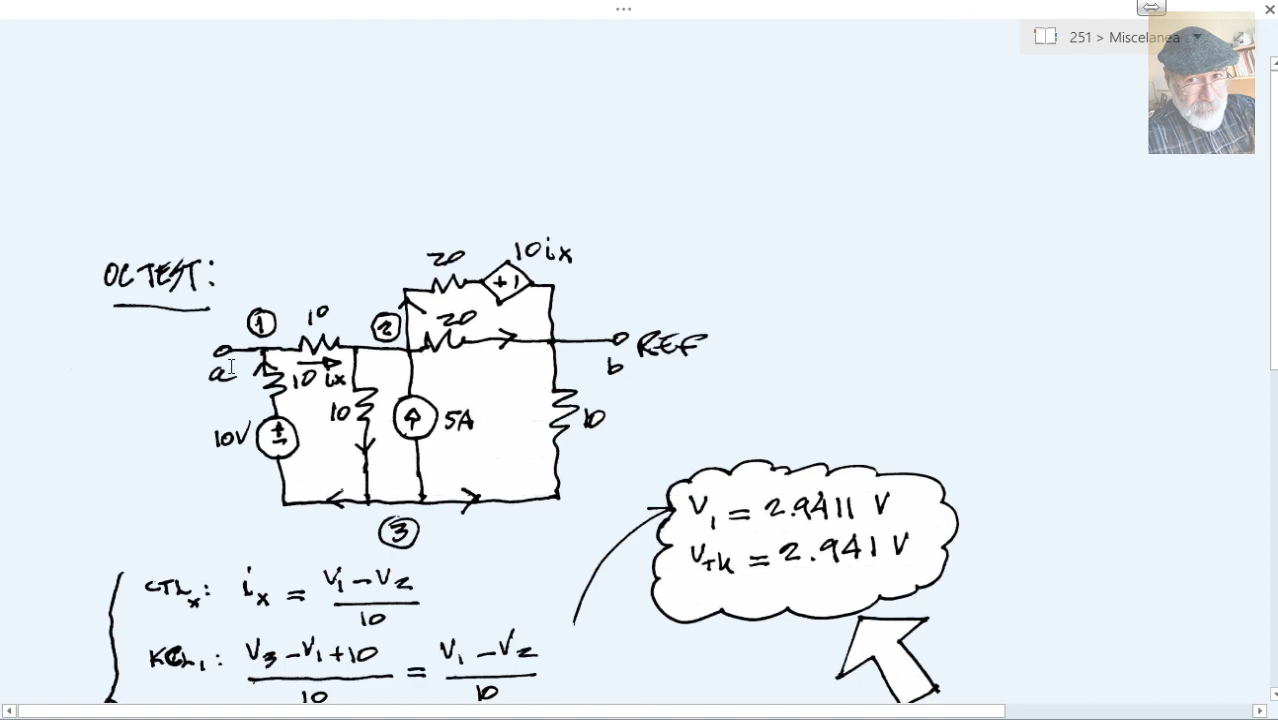 251 > Miscelanea
OC TEST:
20
10ix
1
10
2
20
REF
a
10
ix
b
10V
10
5A
10
3
V1 = 2.9411 V
VTH = 2.941 V
CTLx: ix = V1 - V2 / 10
KCL1: V3 - V1 + 10 / 10 = V1 - V2 / 10